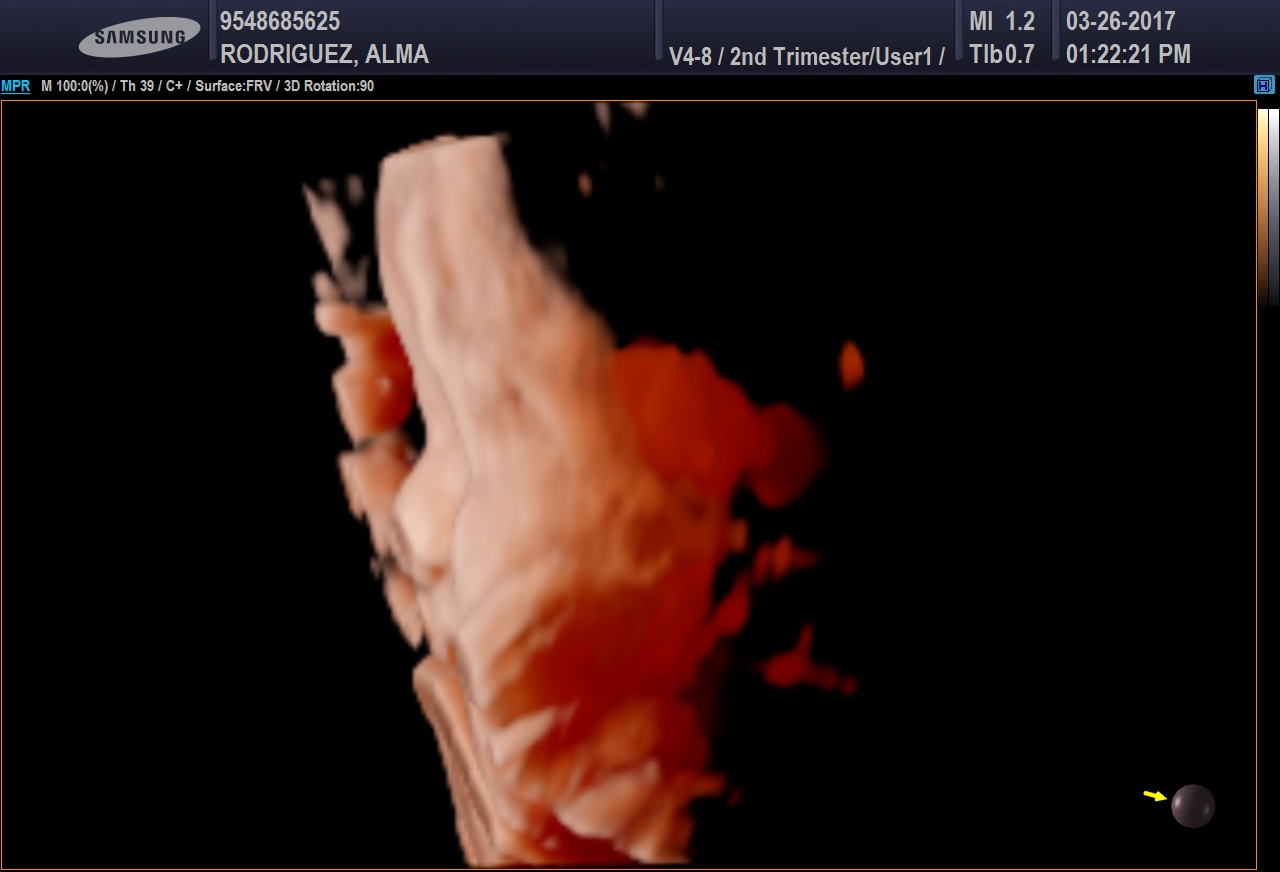 SAMSUNG
9548685625
RODRIGUEZ, ALMA
V4-8 / 2nd Trimester/User1 /
MI 1.2
TIb 0.7
03-26-2017
01:22:21 PM
MPR M 100:0(%) / Th 39 / C+ / Surface:FRV / 3D Rotation:90